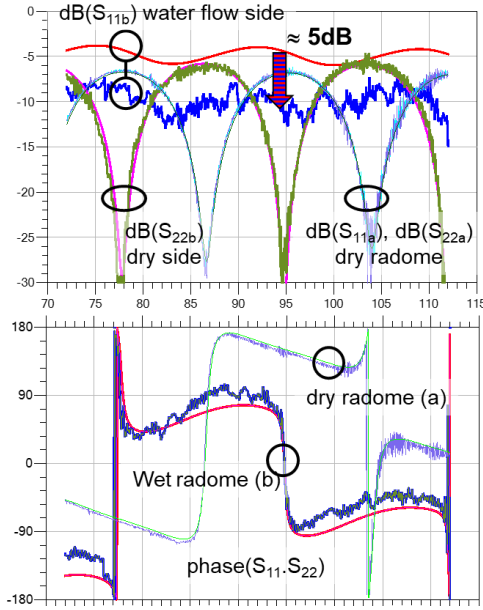 dB(S11b) water flow side
≈ 5dB
-0
-5
-10
-15
-20
-25
-30
dB(S22b)
dry side
dB(S11a), dB(S22a)
dry radome
70 75 80 85 90 95 100 105 110 115
180
90
0
-90
-180
dry radome (a)
Wet radome (b)
phase(S11.S22)